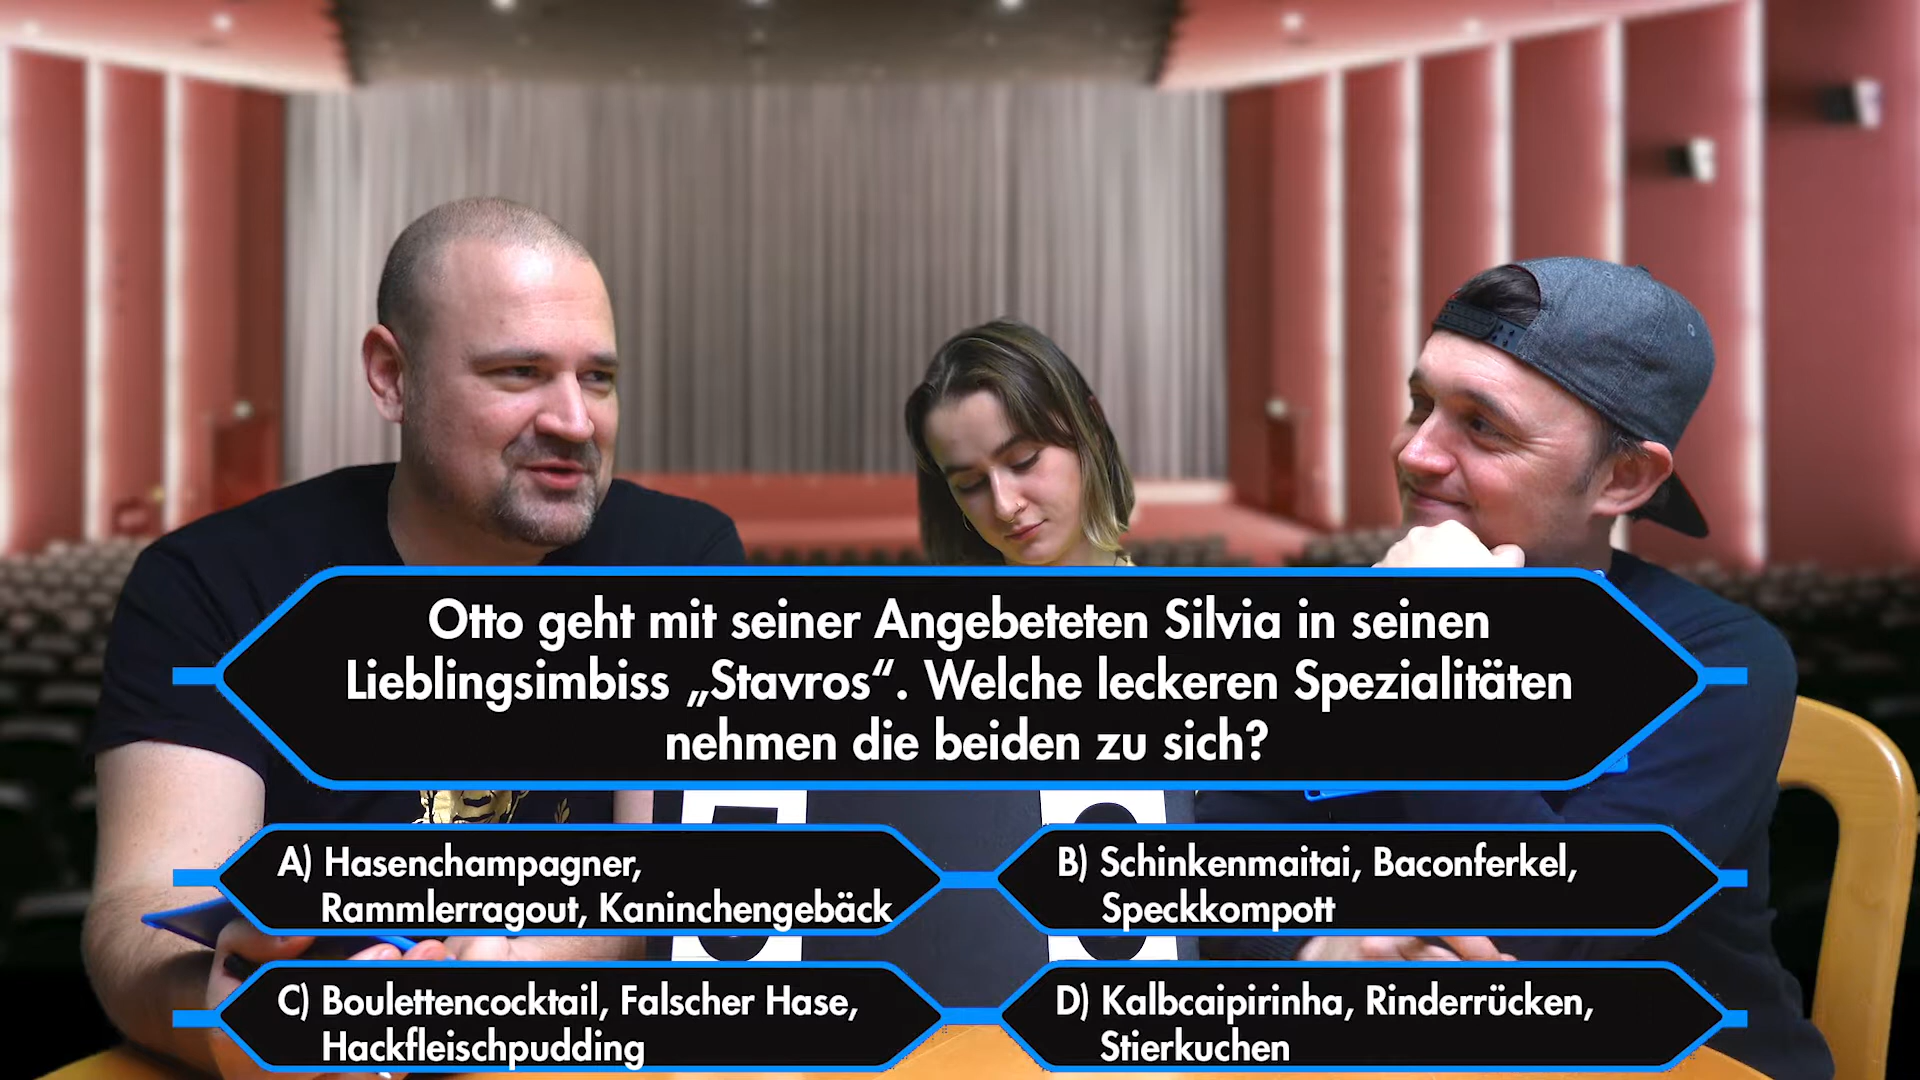 Otto geht mit seiner Angebeteten Silvia in seinen
Lieblingsimbiss „Stavros“. Welche leckeren Spezialitäten
nehmen die beiden zu sich?
A) Hasenchampagner,
Rammlerragout, Kaninchengebäck
B) Schinkenmaitai, Baconferkel,
Speckkompott
C) Boulettencocktail, Falscher Hase,
Hackfleischpudding
D) Kalbcaipirinha, Rinderrücken,
Stierkuchen